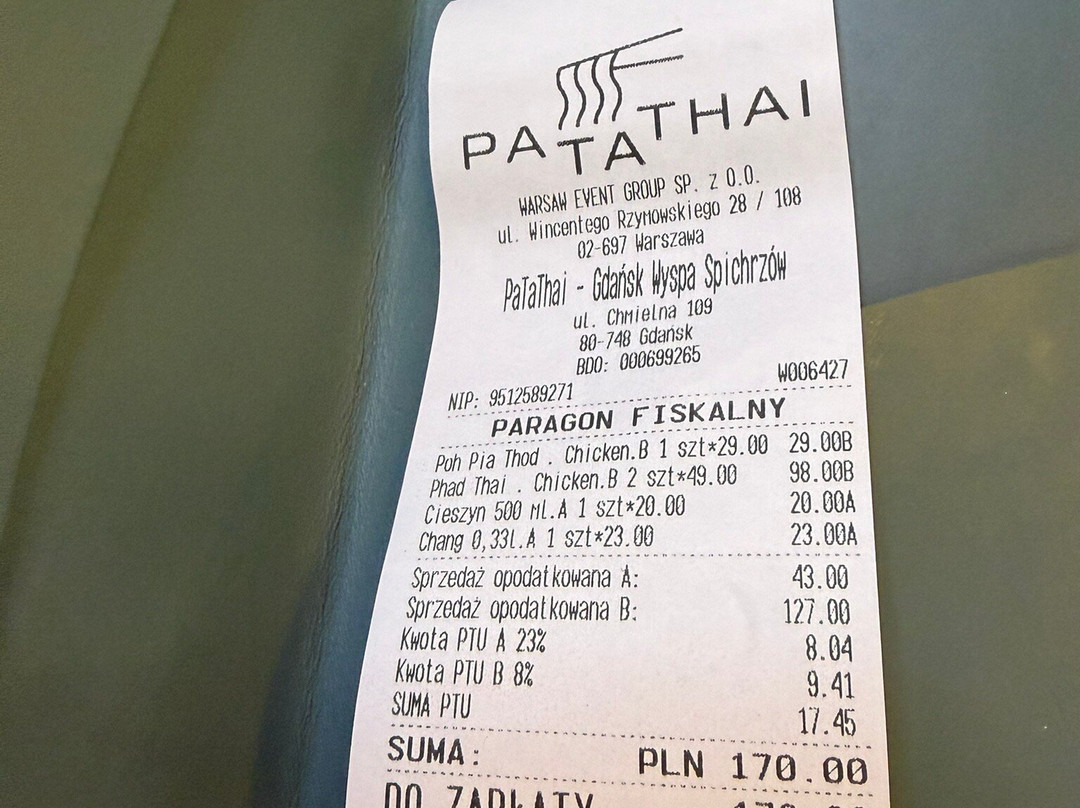 PATATHAI
WARSAW EVENT GROUP SP. Z O.O.
ul. Wincentego Rzymowskiego 28 / 108
02-697 Warszawa
PaTaThai - Gdańsk Wyspa Spichrzów
ul. Chmielna 109
80-748 Gdańsk
BDO: 000699265
NIP: 9512589271 W006427
PARAGON FISKALNY
Poh Pia Thod . Chicken.B 1 szt*29.00 29.00B
Phad Thai . Chicken.B 2 szt*49.00 98.00B
Cieszyn 500 ml.A 1 szt*20.00 20.00A
Chang 0,33l.A 1 szt*23.00 23.00A
Sprzedaż opodatkowana A: 43.00
Sprzedaż opodatkowana B: 127.00
Kwota PTU A 23% 8.04
Kwota PTU B 8% 9.41
SUMA PTU 17.45
SUMA: PLN 170.00
DO ZAPŁATY